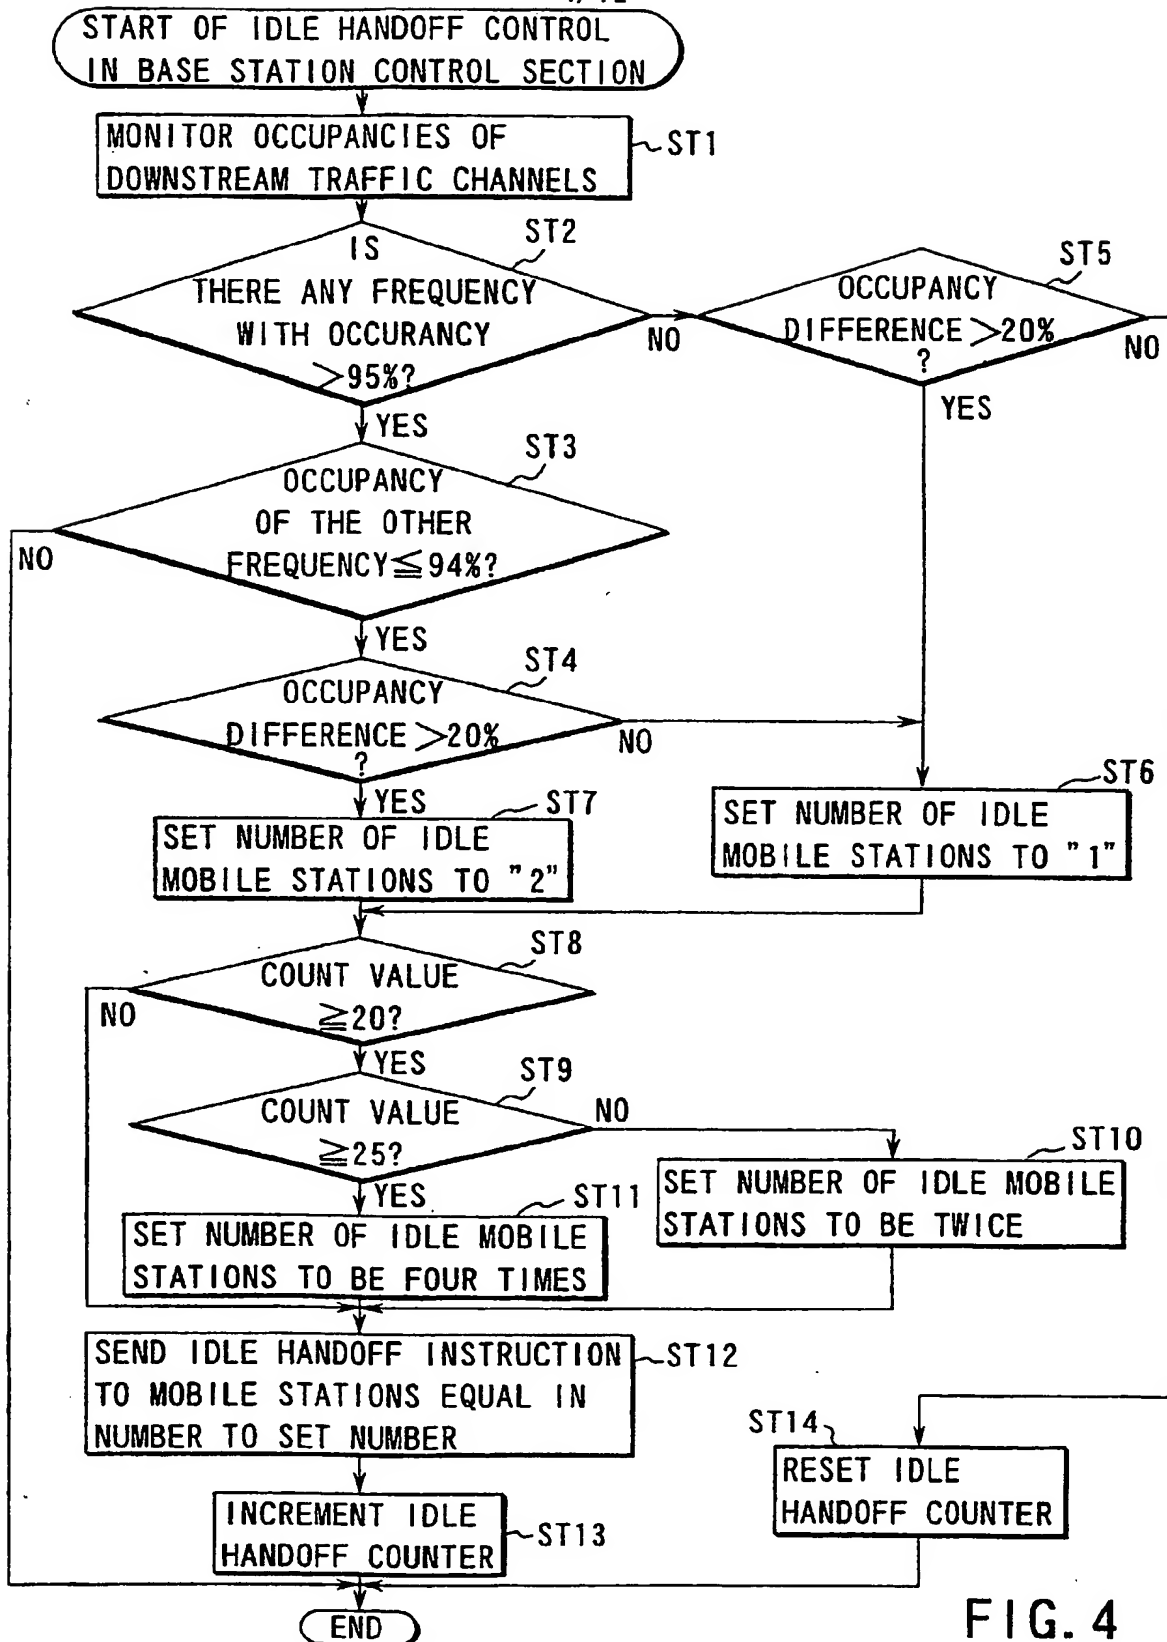 START OF IDLE HANDOFF CONTROL
IN BASE STATION CONTROL SECTION
MONITOR OCCUPANCIES OF
DOWNSTREAM TRAFFIC CHANNELS
ST1
IS
THERE ANY FREQUENCY
WITH OCCURANCY
>95%?
ST2
NO
YES
OCCUPANCY
DIFFERENCE >20%
?
ST5
NO
YES
OCCUPANCY
OF THE OTHER
FREQUENCY≦94%?
ST3
NO
YES
OCCUPANCY
DIFFERENCE >20%
?
ST4
NO
YES
ST7
SET NUMBER OF IDLE
MOBILE STATIONS TO "2"
ST6
SET NUMBER OF IDLE
MOBILE STATIONS TO "1"
COUNT VALUE
≧20?
ST8
NO
YES
COUNT VALUE
≧25?
ST9
NO
YES
ST10
SET NUMBER OF IDLE MOBILE
STATIONS TO BE TWICE
ST11
SET NUMBER OF IDLE MOBILE
STATIONS TO BE FOUR TIMES
SEND IDLE HANDOFF INSTRUCTION
TO MOBILE STATIONS EQUAL IN
NUMBER TO SET NUMBER
ST12
ST14
RESET IDLE
HANDOFF COUNTER
INCREMENT IDLE
HANDOFF COUNTER
ST13
END
FIG. 4